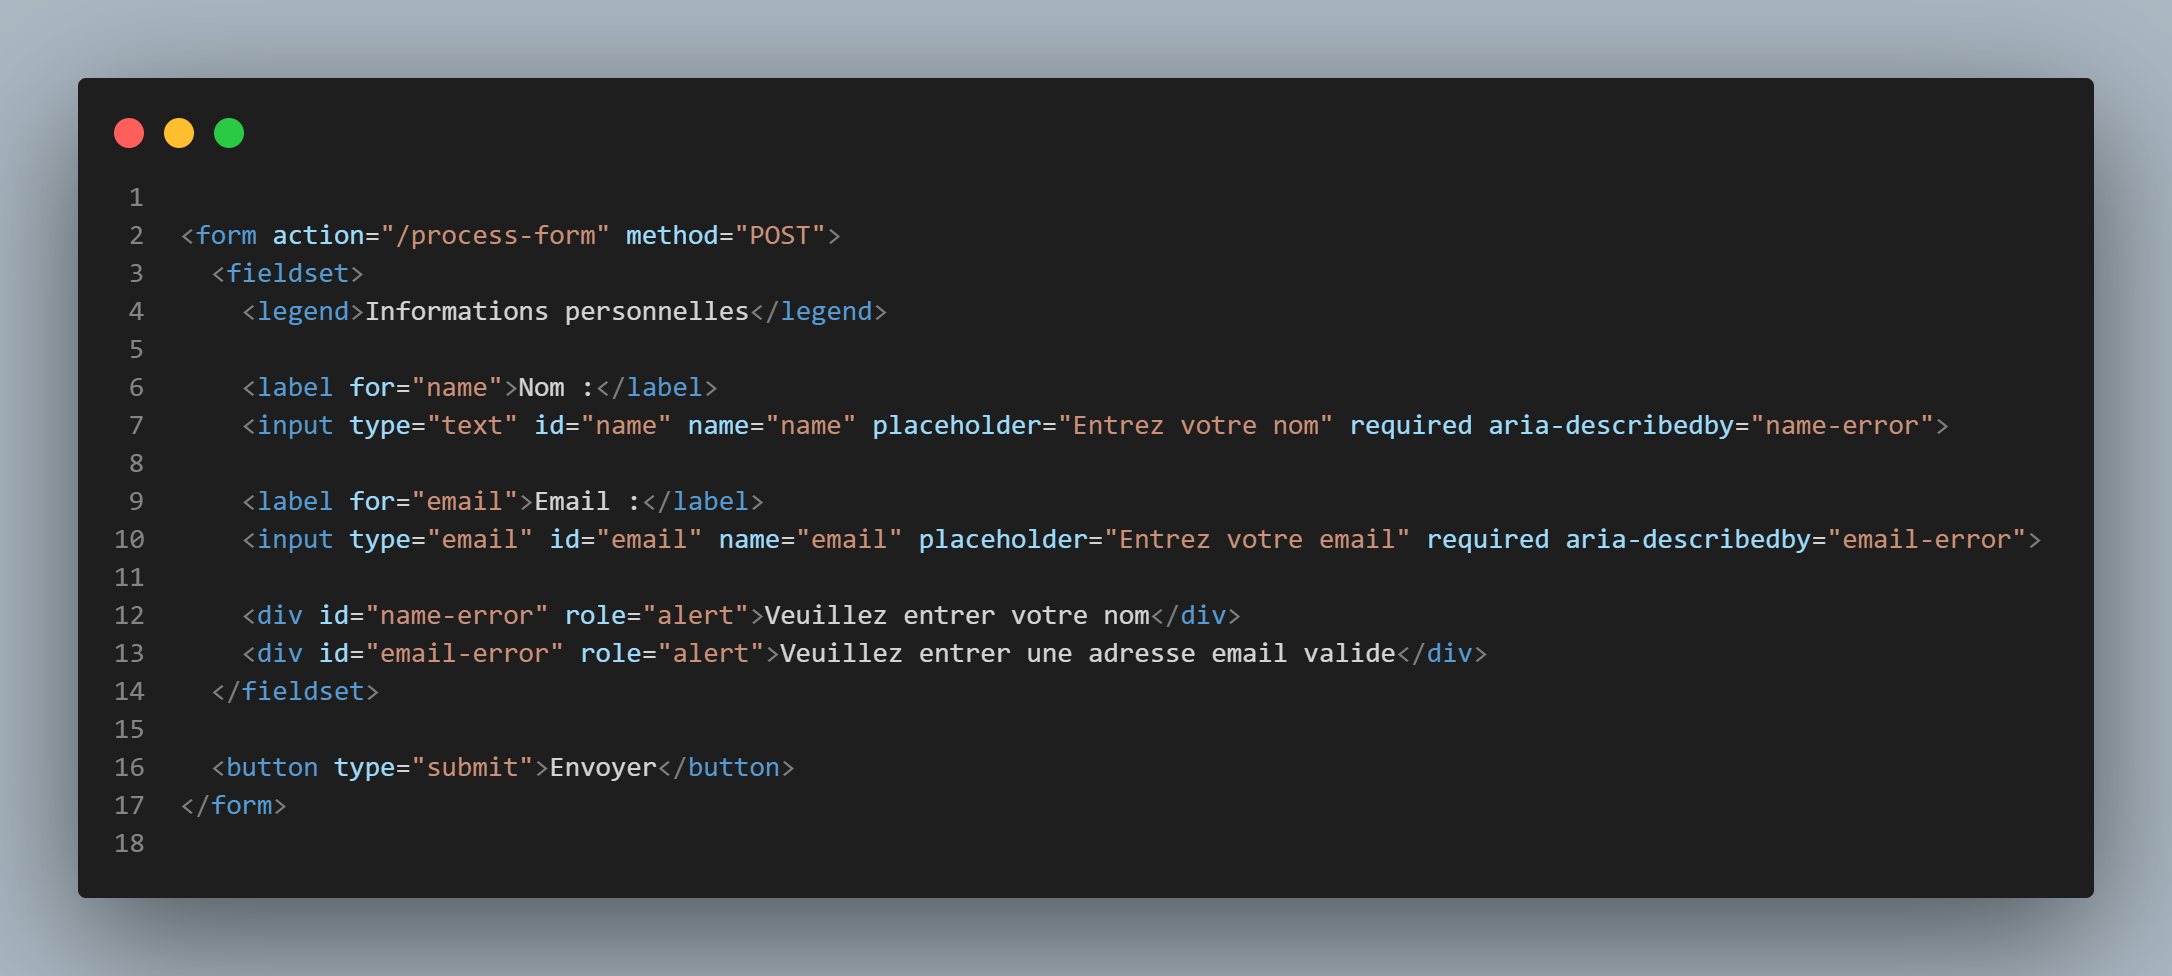 1
2 <form action="/process-form" method="POST">
3   <fieldset>
4     <legend>Informations personnelles</legend>
5
6     <label for="name">Nom :</label>
7     <input type="text" id="name" name="name" placeholder="Entrez votre nom" required aria-describedby="name-error">
8
9     <label for="email">Email :</label>
10     <input type="email" id="email" name="email" placeholder="Entrez votre email" required aria-describedby="email-error">
11
12     <div id="name-error" role="alert">Veuillez entrer votre nom</div>
13     <div id="email-error" role="alert">Veuillez entrer une adresse email valide</div>
14   </fieldset>
15
16   <button type="submit">Envoyer</button>
17 </form>
18